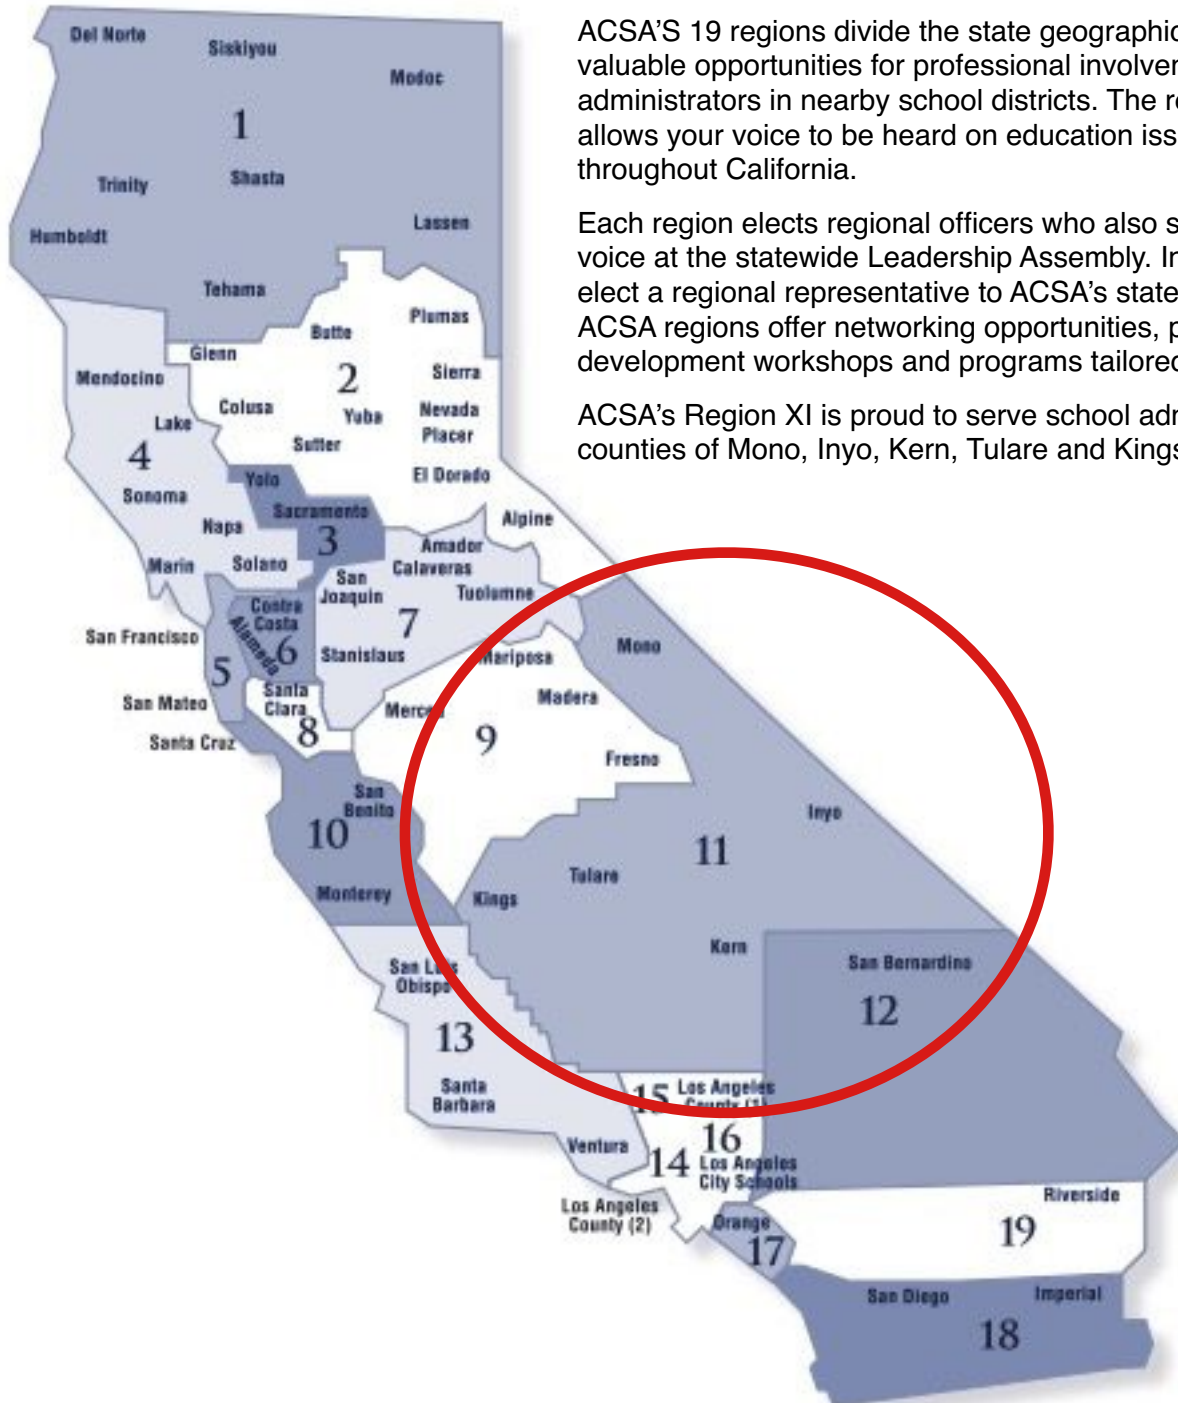 ACSA'S 19 regions divide the state geographic
valuable opportunities for professional involver
administrators in nearby school districts. The re
allows your voice to be heard on education iss
throughout California.
Each region elects regional officers who also s
voice at the statewide Leadership Assembly. In
elect a regional representative to ACSA's state
ACSA regions offer networking opportunities, p
development workshops and programs tailored
ACSA's Region XI is proud to serve school adr
counties of Mono, Inyo, Kern, Tulare and Kings
Del Norte
Siskiyou
Modoc
1
Trinity
Shasta
Humboldt
Lassen
Tehama
Plumas
Butte
Glenn
Mendocino
2
Sierra
Colusa
Yuba
Nevada
Lake
Placer
Sutter
4
El Dorado
Yolo
Sonoma
Sacramento
Napa
Alpine
3
Amador
Marin
Solano
Calaveras
San
Joaquin
Tuolumne
Contra
Costa
7
San Francisco
Alameda
6
Stanislaus
Mariposa
Mono
5
Santa
Clara
San Mateo
Merced
Madera
8
9
Santa Cruz
Fresno
San
Benito
Inyo
10
11
Tulare
Monterey
Kings
Kern
San Bernardino
San Luis
Obispo
12
13
Santa
Barbara
15
Los Angeles
County (1)
Ventura
16
14
Los Angeles
City Schools
Los Angeles
County (2)
Orange
17
Riverside
19
San Diego
Imperial
18